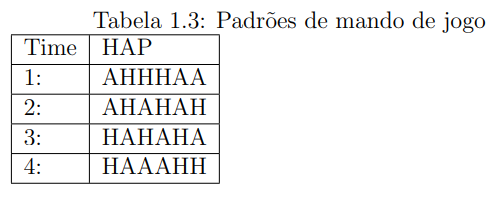 Tabela 1.3: Padrões de mando de jogo
Time HAP
1: AHHHAA
2: AHAHAH
3: HAHAHA
4: HAAAHH